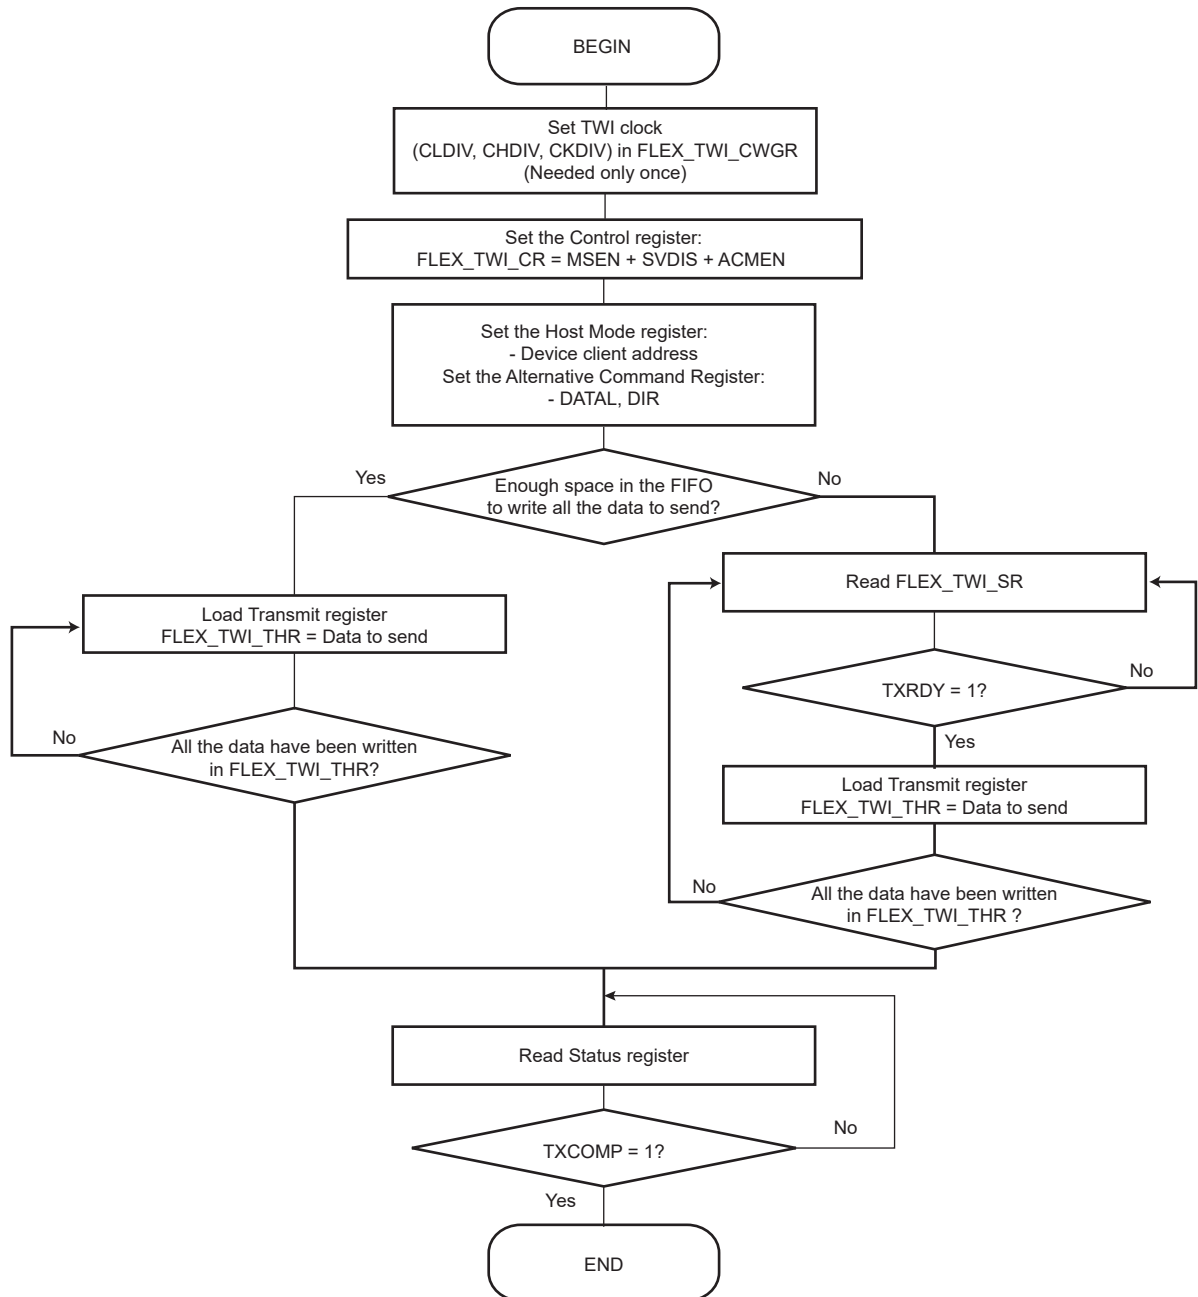 BEGIN
Set TWI clock
(CLDIV, CHDIV, CKDIV) in FLEX_TWI_CWGR
(Needed only once)
Set the Control register:
FLEX_TWI_CR = MSEN + SVDIS + ACMEN
Set the Host Mode register:
- Device client address
Set the Alternative Command Register:
- DATAL, DIR
Yes
Enough space in the FIFO
to write all the data to send?
No
Load Transmit register
FLEX_TWI_THR = Data to send
No
All the data have been written
in FLEX_TWI_THR?
Read FLEX_TWI_SR
TXRDY = 1?
No
Yes
Load Transmit register
FLEX_TWI_THR = Data to send
No
All the data have been written
in FLEX_TWI_THR ?
Read Status register
TXCOMP = 1?
No
Yes
END